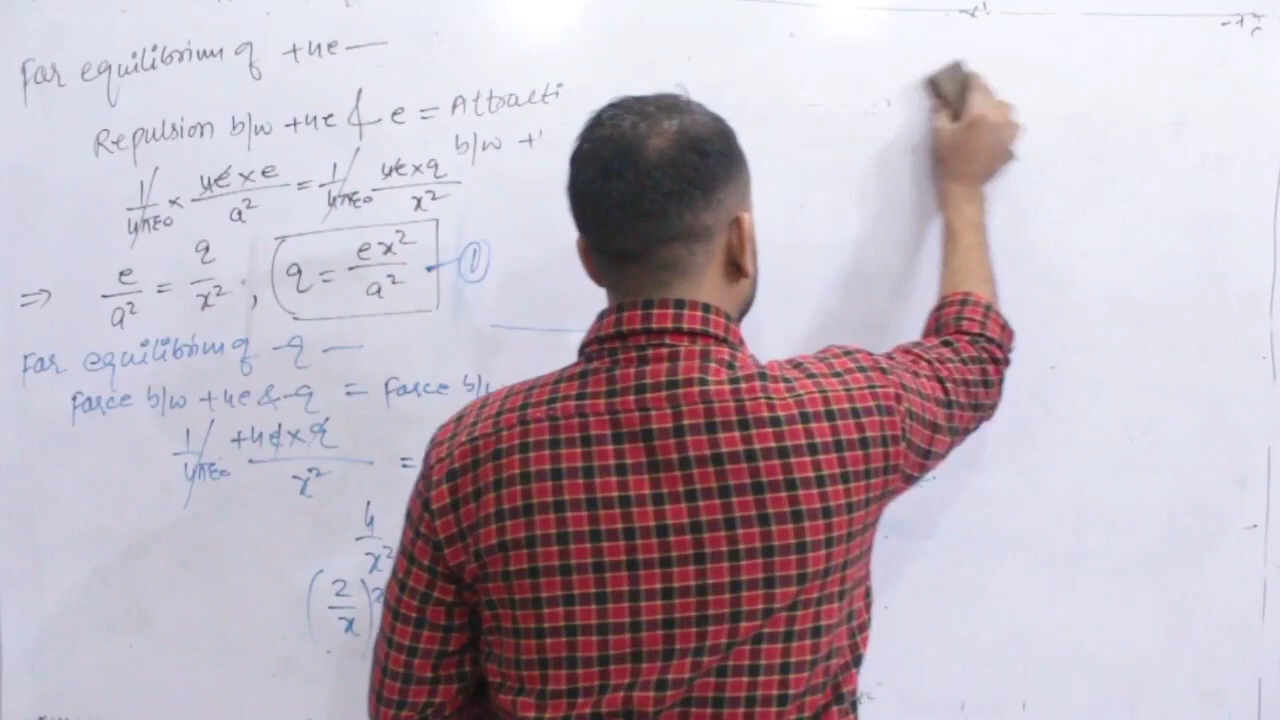 For equilibrium of +4e —
Repulsion b/w +4e & e = Attracti
b/w +
1/4πε0 × 4e×e/a² = 1/4πε0 4e×q/x²
⇒ e/a² = q/x² ; q = ex²/a² — ①
For equilibrium of -q —
Force b/w +4e & -q = Force b/
1/4πε0 +4e×q/x² =
4/x²
(2/x)²